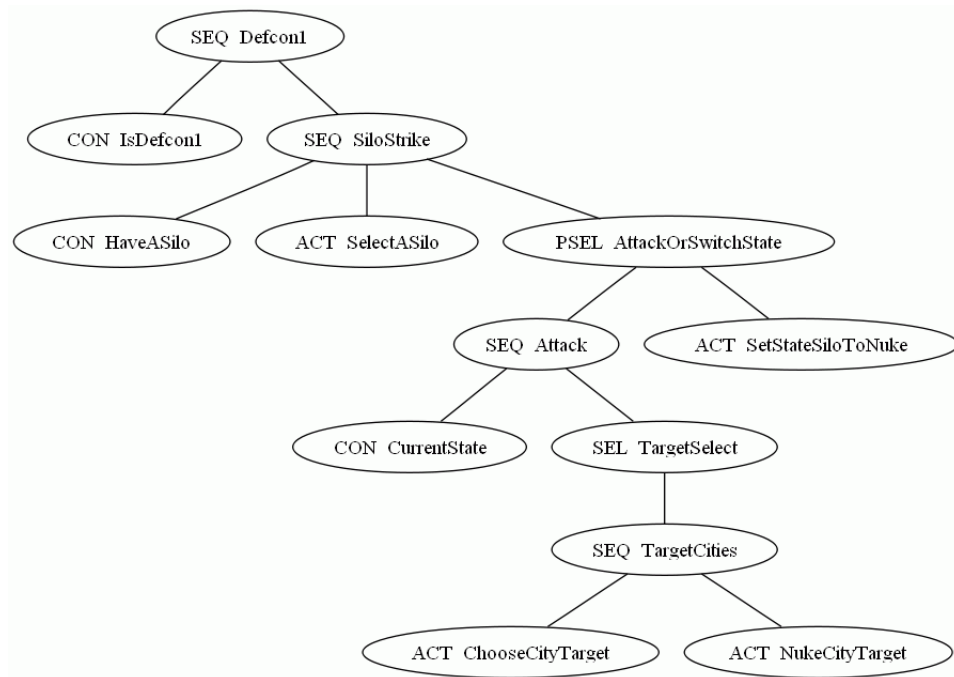 SEQ Defcon1
CON IsDefcon1
SEQ SiloStrike
CON HaveASilo
ACT SelectASilo
PSEL AttackOrSwitchState
SEQ Attack
ACT SetStateSiloToNuke
CON CurrentState
SEL TargetSelect
SEQ TargetCities
ACT ChooseCityTarget
ACT NukeCityTarget